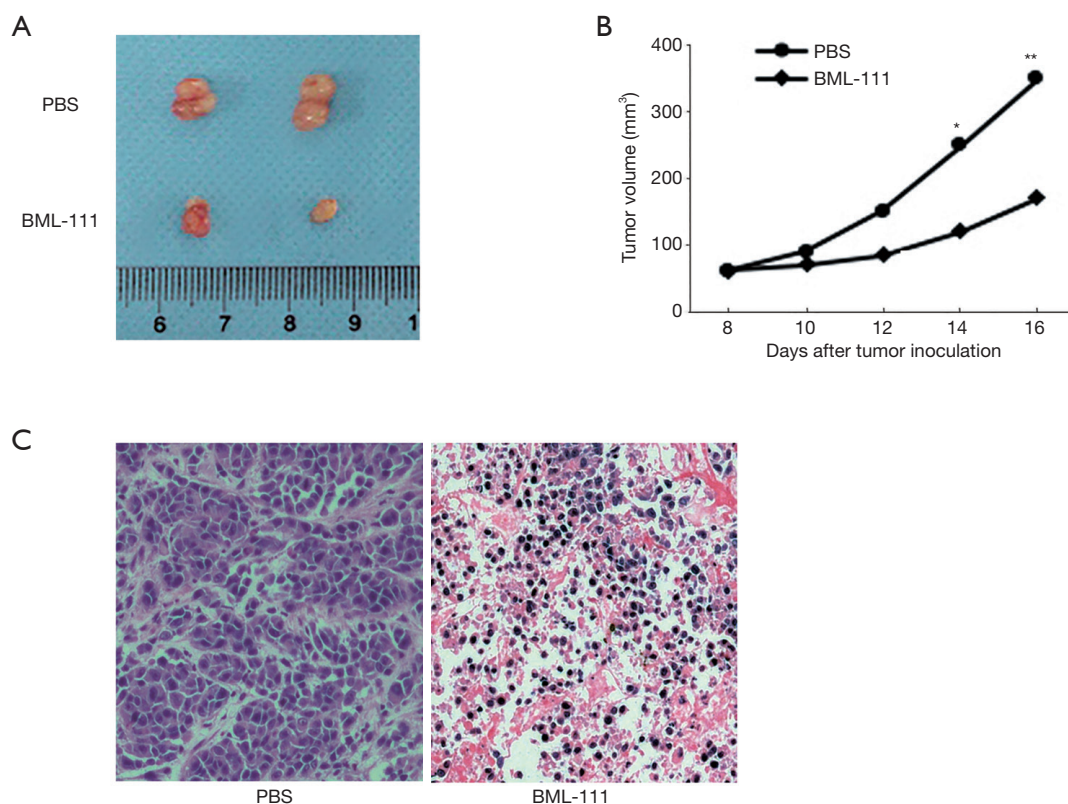 A
PBS
BML-111
6 7 8 9 1
B
400
300
200
100
0
Tumor volume (mm³)
PBS
BML-111
*
**
8 10 12 14 16
Days after tumor inoculation
C
PBS BML-111